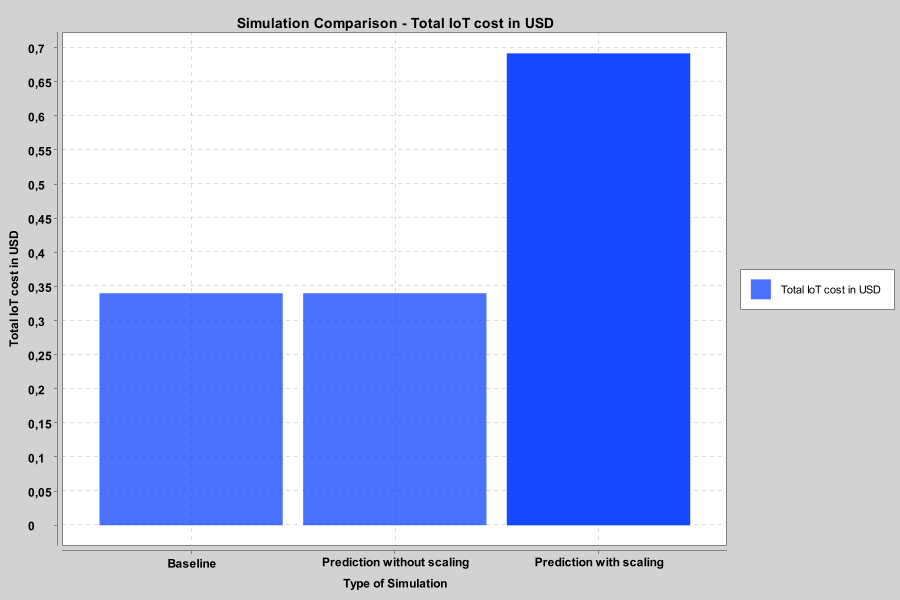 Simulation Comparison - Total IoT cost in USD
Total IoT cost in USD
0,7
0,65
0,6
0,55
0,5
0,45
0,4
0,35
0,3
0,25
0,2
0,15
0,1
0,05
0
Baseline
Prediction without scaling
Prediction with scaling
Type of Simulation
Total IoT cost in USD